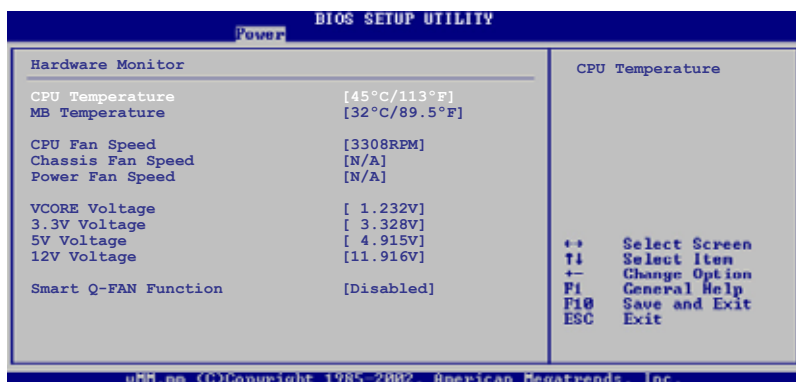 BIOS SETUP UTILITY
Power
Hardware Monitor
CPU Temperature [45°C/113°F]
MB Temperature [32°C/89.5°F]
CPU Fan Speed [3308RPM]
Chassis Fan Speed [N/A]
Power Fan Speed [N/A]
VCORE Voltage [ 1.232V]
3.3V Voltage [ 3.328V]
5V Voltage [ 4.915V]
12V Voltage [11.916V]
Smart Q-FAN Function [Disabled]
CPU Temperature
↔ Select Screen
↑↓ Select Item
+- Change Option
F1 General Help
F10 Save and Exit
ESC Exit
(C)Copyright 1985-2002, American Megatrends, Inc.